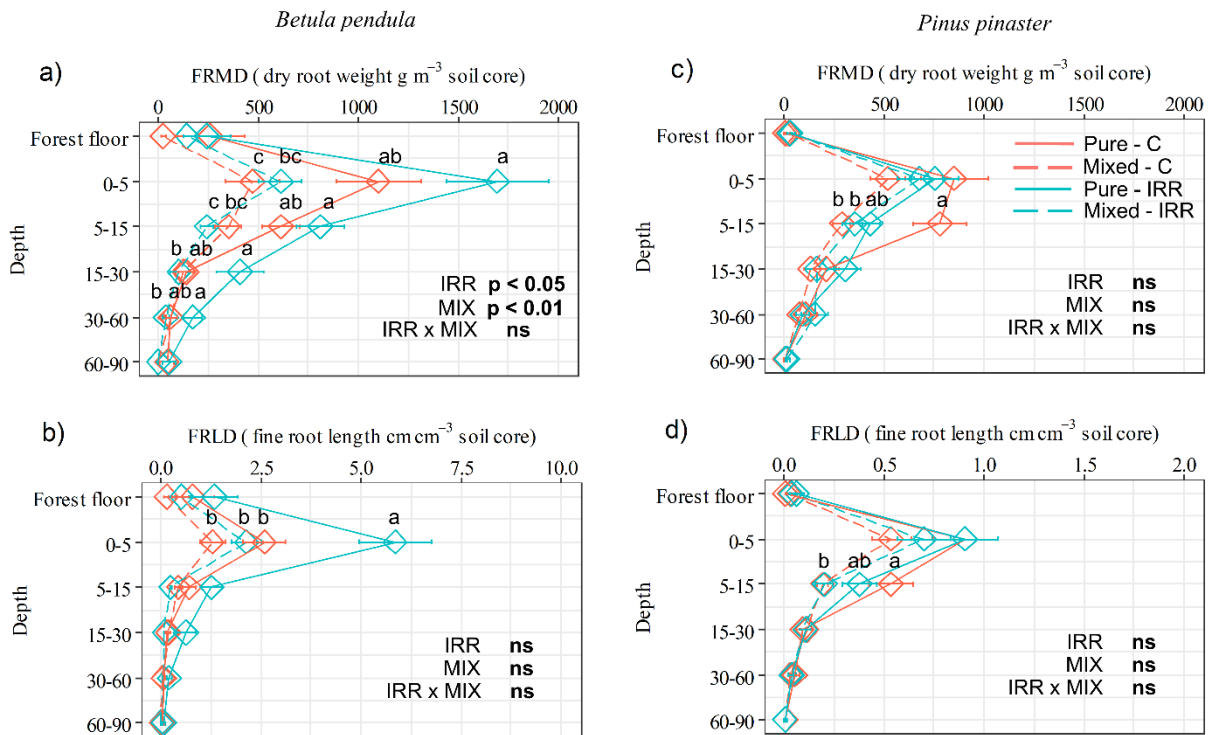 Betula pendula
Pinus pinaster
a)
FRMD ( dry root weight g m⁻³ soil core)
0 500 1000 1500 2000
Forest floor
c bc ab a
0-5
c bc ab a
5-15
b ab a
15-30
b ab a
30-60
60-90
Depth
IRR p < 0.05
MIX p < 0.01
IRR x MIX ns
c)
FRMD ( dry root weight g m⁻³ soil core)
0 500 1000 1500 2000
Forest floor
0-5
b b ab a
5-15
15-30
30-60
60-90
Depth
Pure - C
Mixed - C
Pure - IRR
Mixed - IRR
IRR ns
MIX ns
IRR x MIX ns
b)
FRLD ( fine root length cm cm⁻³ soil core)
0.0 2.5 5.0 7.5 10.0
Forest floor
b b b a
0-5
5-15
15-30
30-60
60-90
Depth
IRR ns
MIX ns
IRR x MIX ns
d)
FRLD ( fine root length cm cm⁻³ soil core)
0.0 0.5 1.0 1.5 2.0
Forest floor
0-5
b ab a
5-15
15-30
30-60
60-90
Depth
IRR ns
MIX ns
IRR x MIX ns